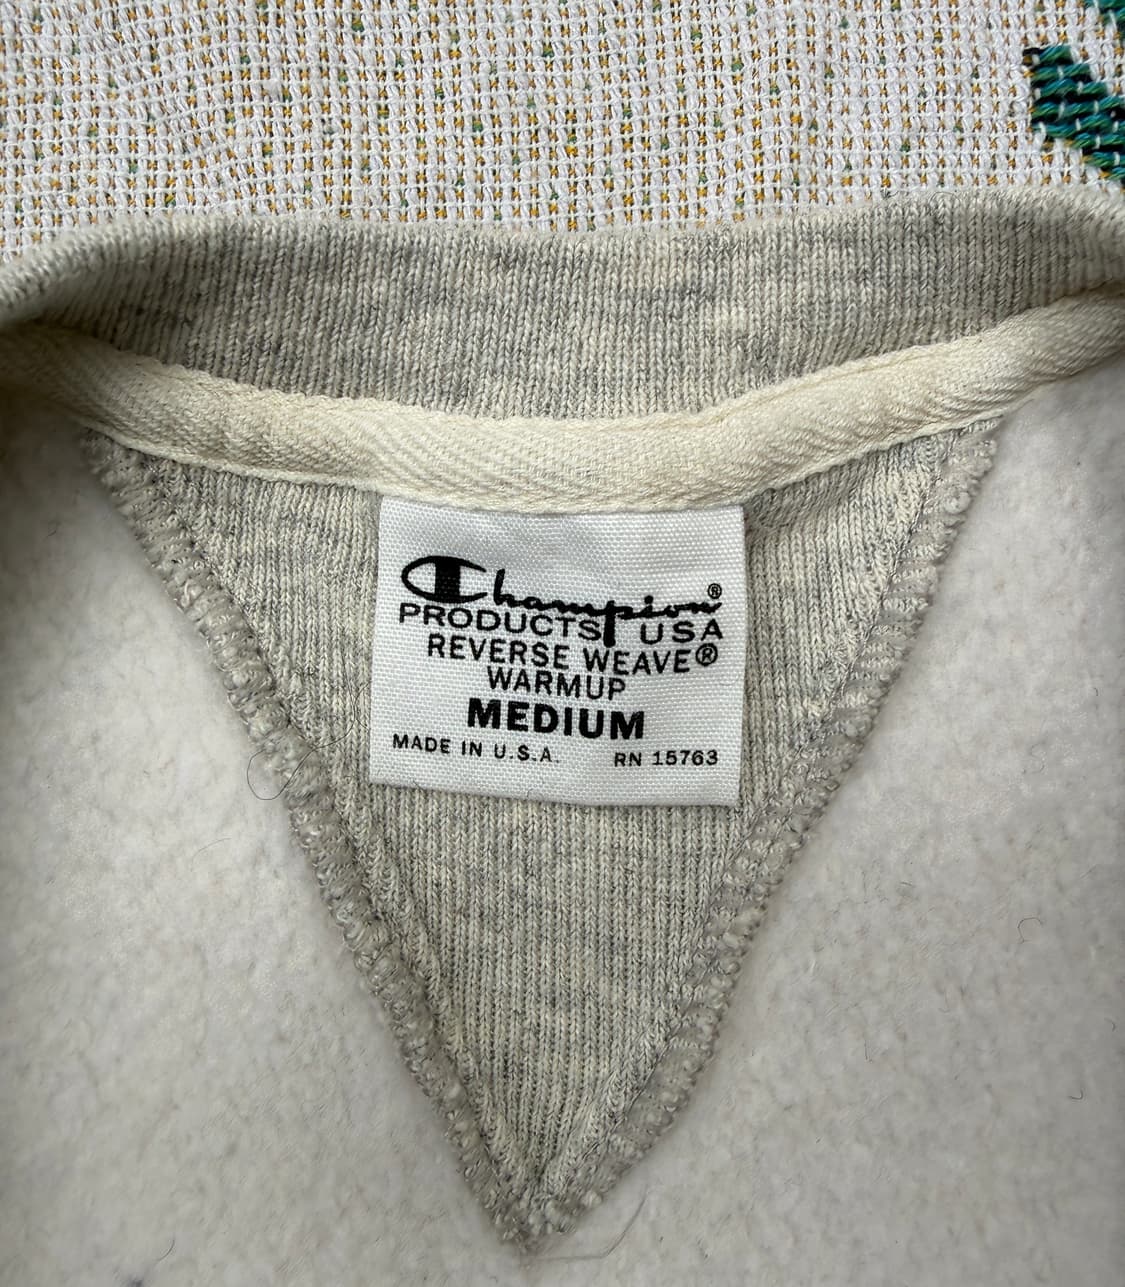 Champion®
PRODUCTS USA
REVERSE WEAVE®
WARMUP
MEDIUM
MADE IN U.S.A. RN 15763